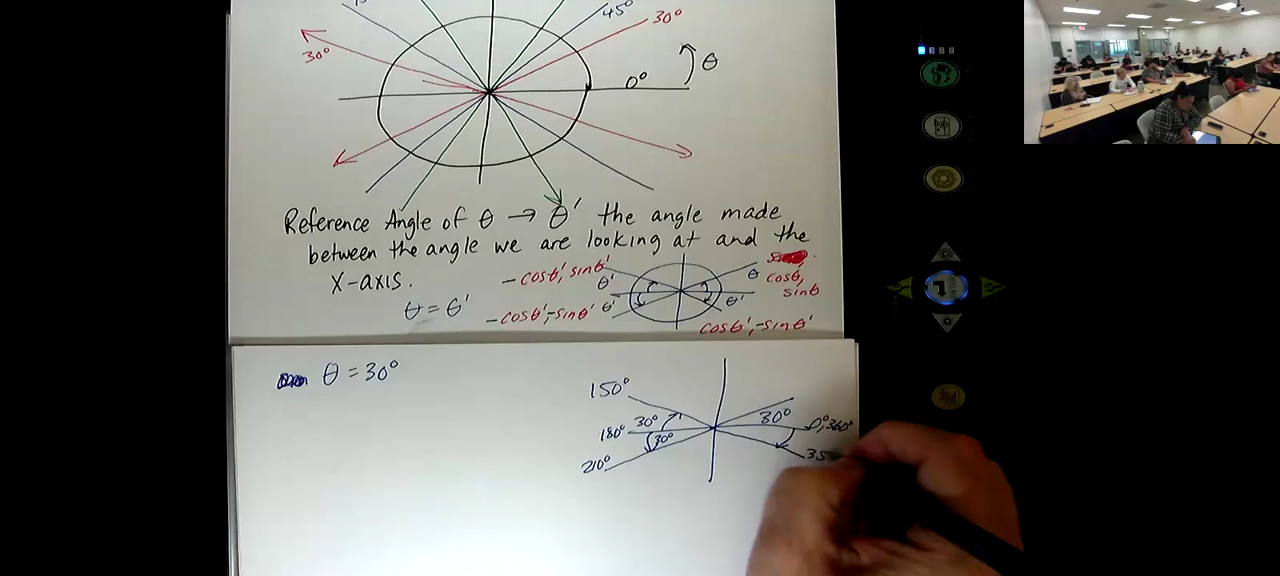 45°
30°
30°
0°
θ
Reference Angle of θ → θ' the angle made
between the angle we are looking at and the
x-axis.
θ = θ'
-cosθ', sinθ'
θ'
θ
cosθ,
sinθ
-cosθ', -sinθ'
θ'
θ'
cosθ', -sinθ'
θ = 30°
150°
30°
30°
0°, 360°
180°
30°
210°